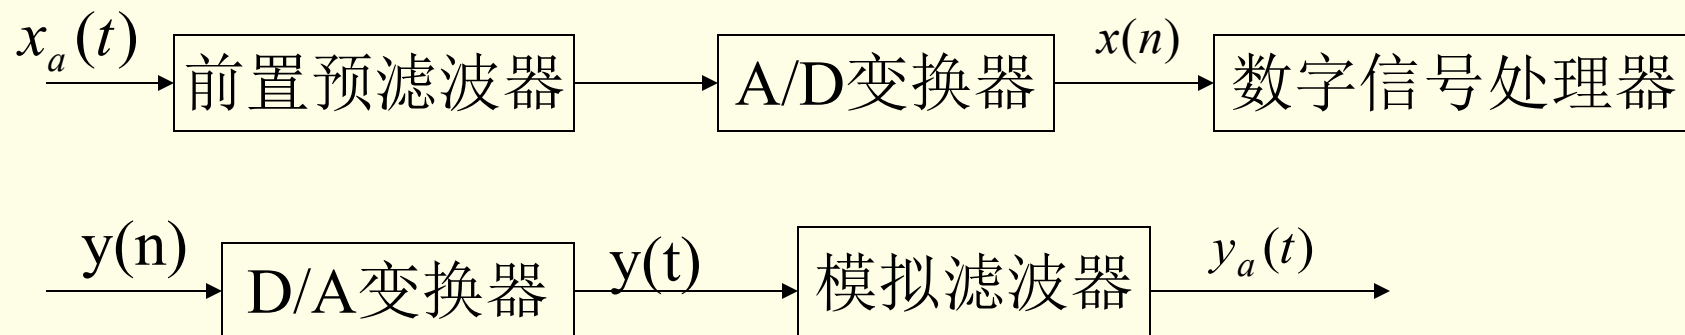 xₐ(t) 前置预滤波器 A/D变换器 x(n) 数字信号处理器
y(n) D/A变换器 y(t) 模拟滤波器 yₐ(t)